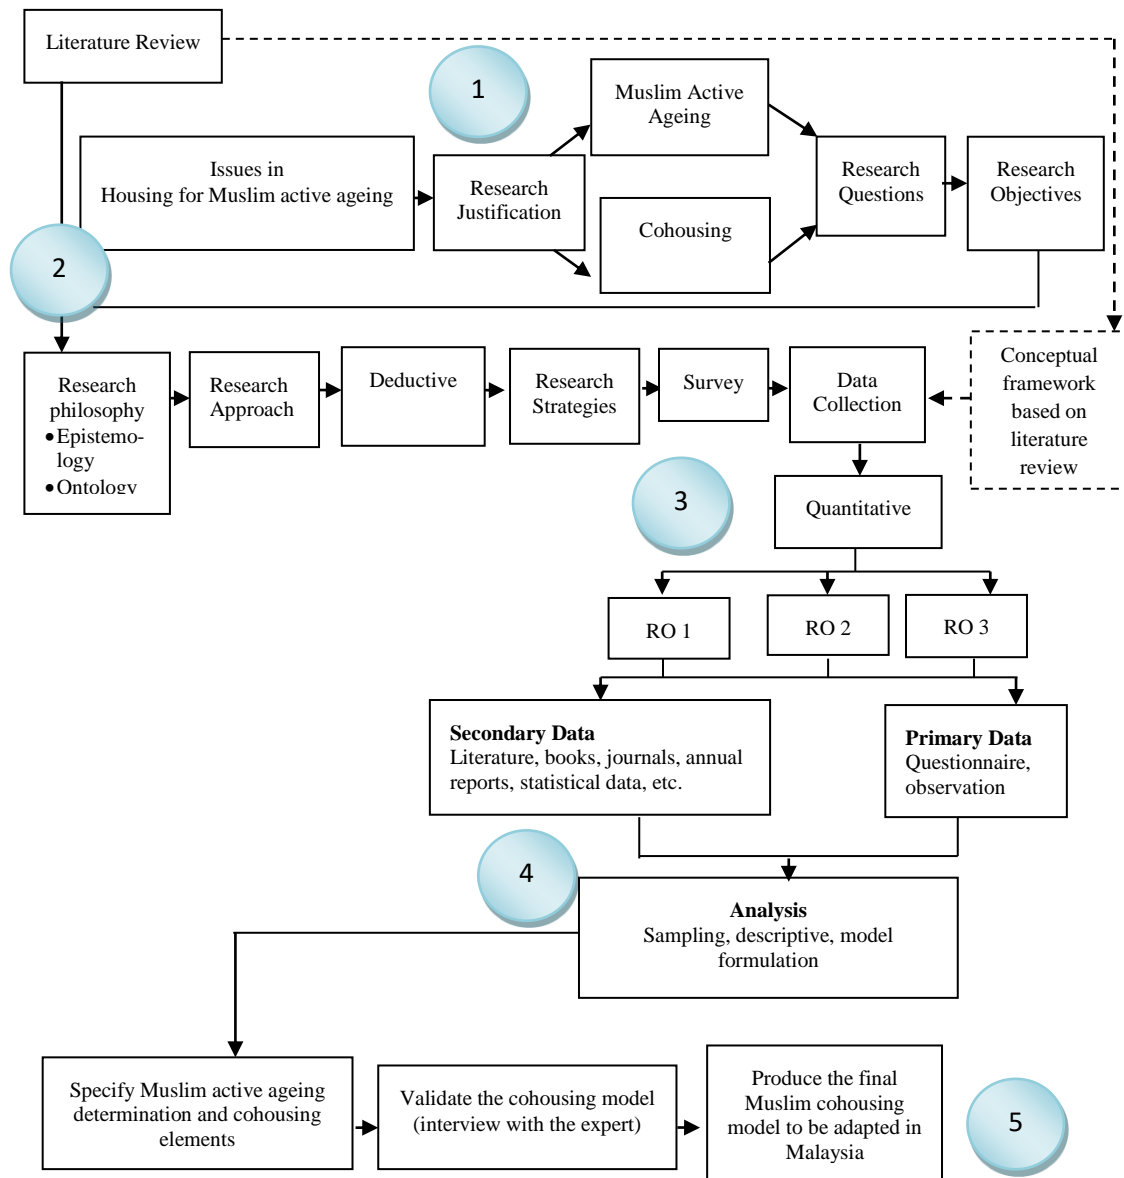 Literature Review
1
Muslim Active
Ageing
Issues in
Housing for Muslim active ageing
Research
Justification
Cohousing
Research
Questions
Research
Objectives
2
Research
philosophy
•Epistemo-
logy
•Ontology
Research
Approach
Deductive
Research
Strategies
Survey
Data
Collection
Conceptual
framework
based on
literature
review
3
Quantitative
RO 1
RO 2
RO 3
Secondary Data
Literature, books, journals, annual
reports, statistical data, etc.
Primary Data
Questionnaire,
observation
4
Analysis
Sampling, descriptive, model
formulation
Specify Muslim active ageing
determination and cohousing
elements
Validate the cohousing model
(interview with the expert)
Produce the final
Muslim cohousing
model to be adapted in
Malaysia
5